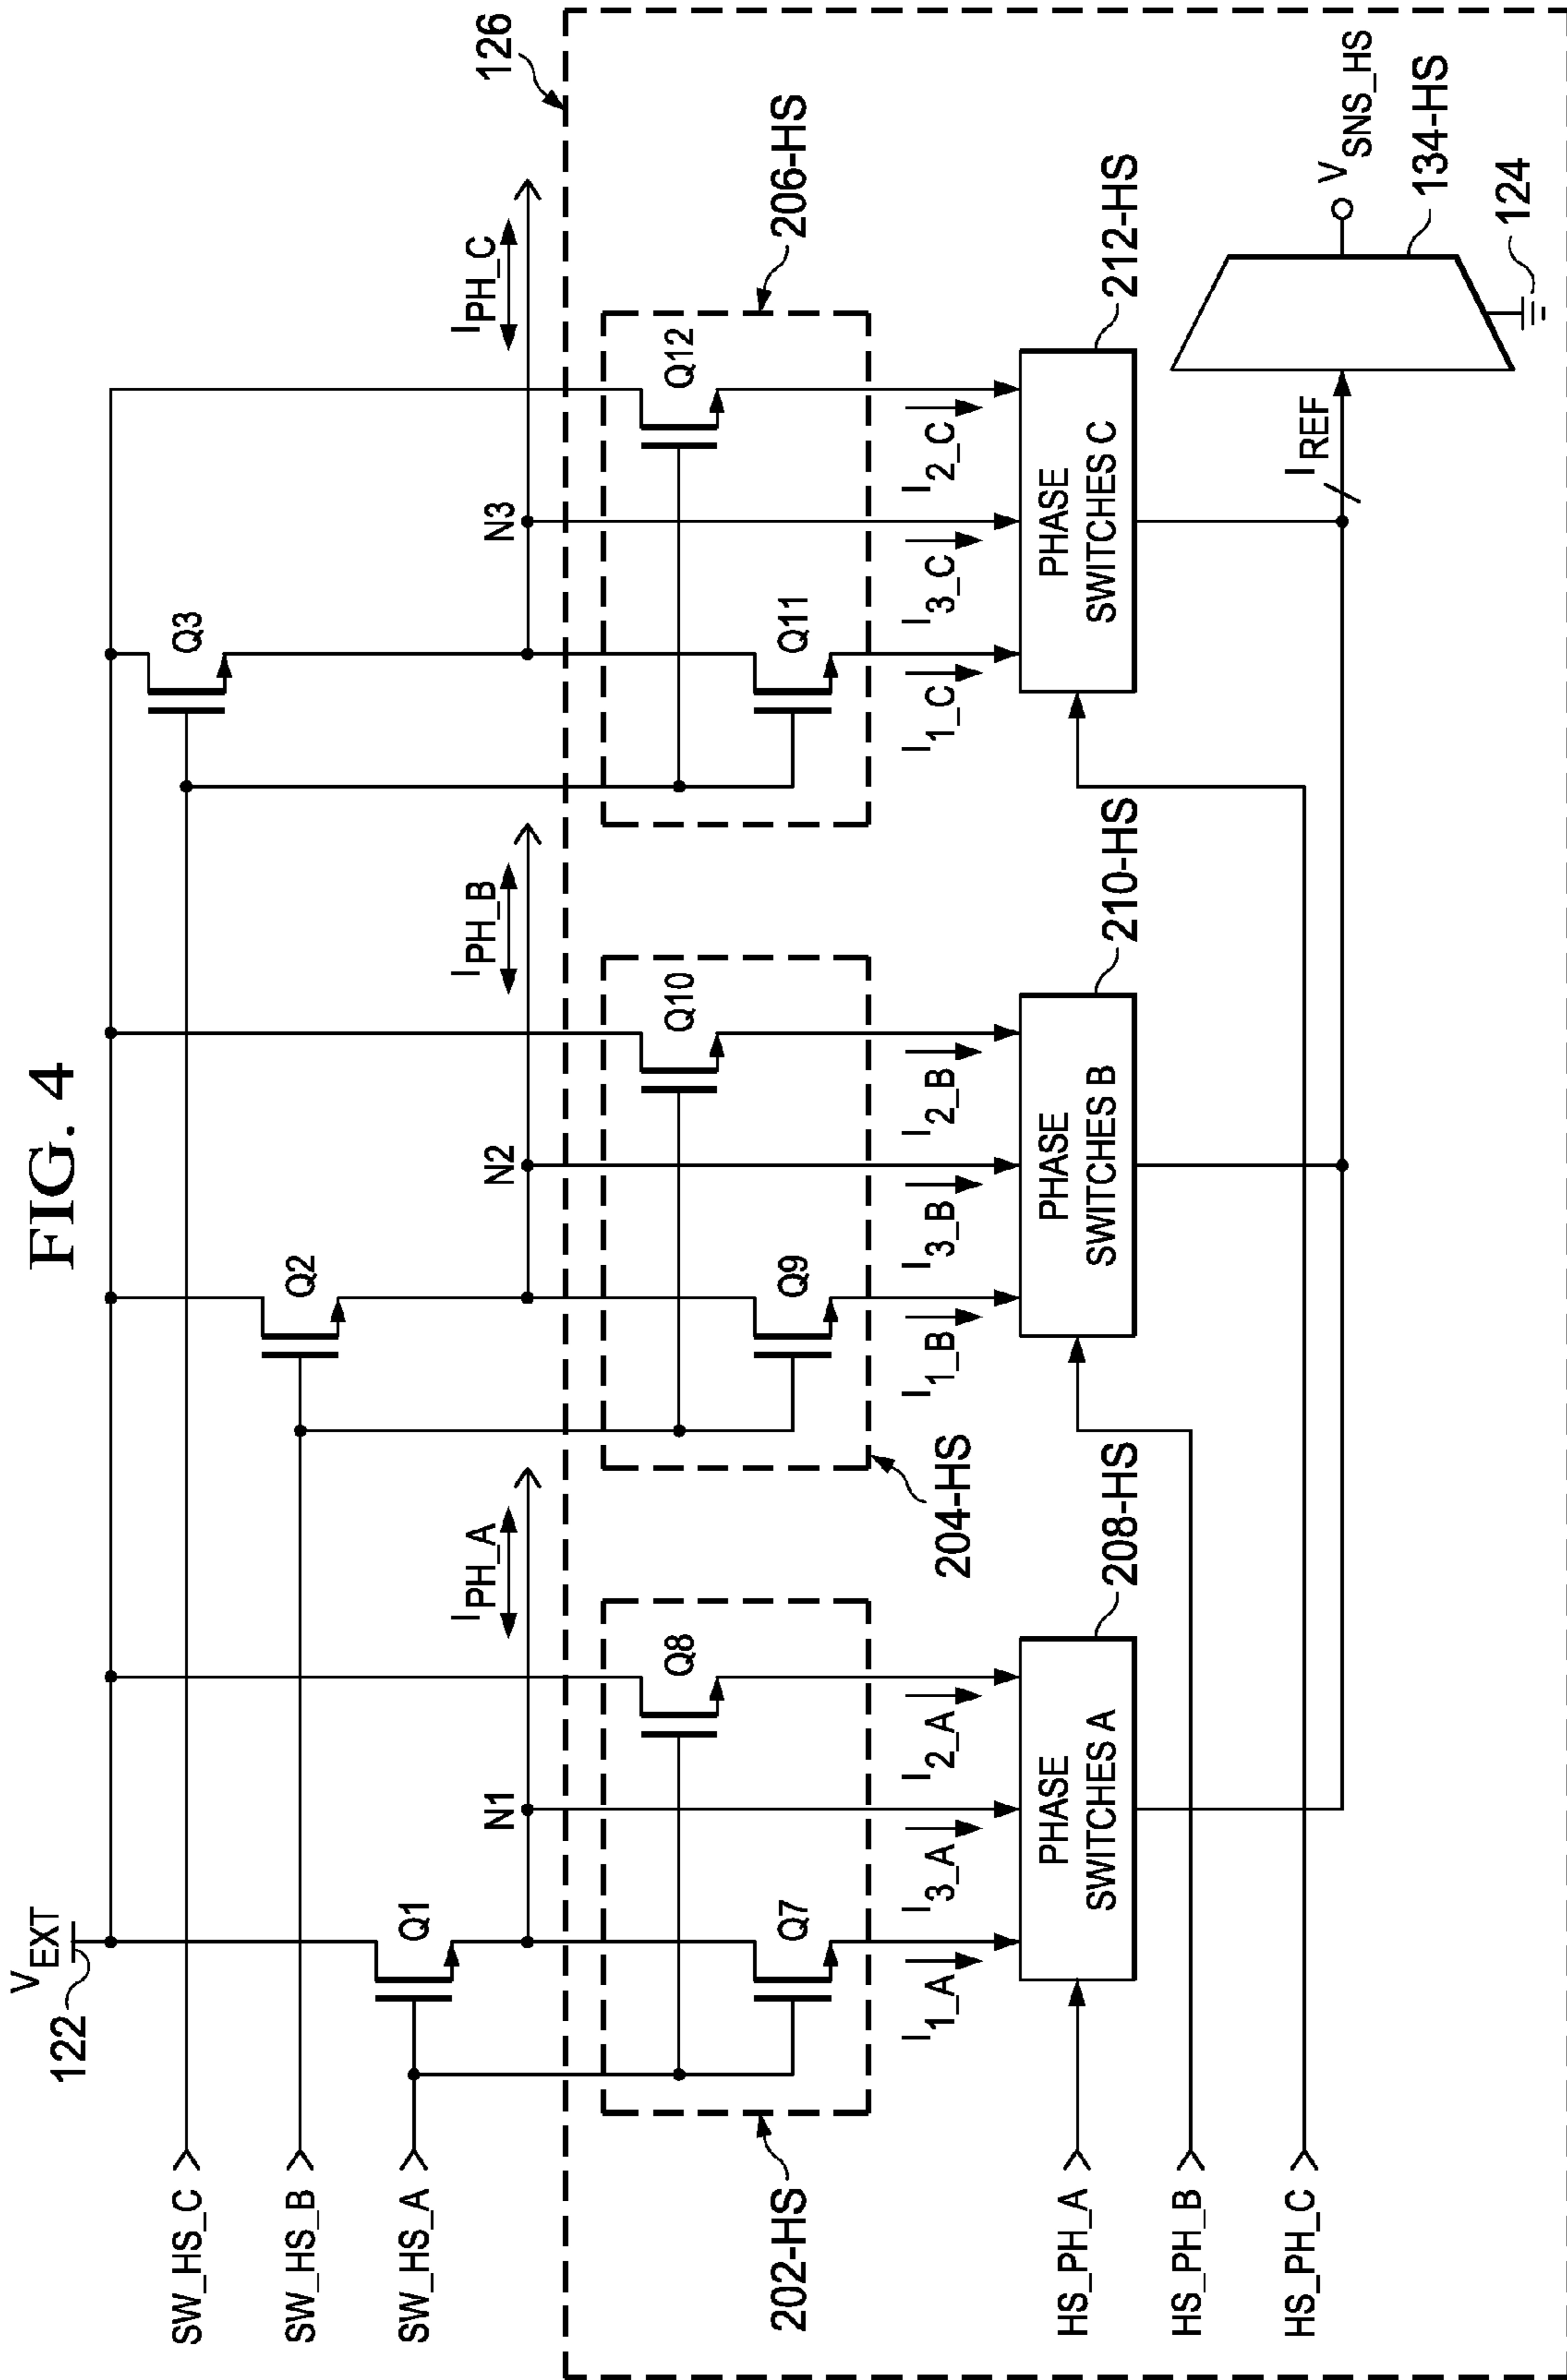 FIG. 4
V_EXT
122
SW_HS_C
SW_HS_B
SW_HS_A
Q1
Q2
Q3
N1
N2
N3
I_PH_A
I_PH_B
I_PH_C
126
202-HS
Q7
Q8
204-HS
Q9
Q10
206-HS
Q11
Q12
I_1_A
I_3_A
I_2_A
I_1_B
I_3_B
I_2_B
I_1_C
I_3_C
I_2_C
HS_PH_A
HS_PH_B
HS_PH_C
PHASE
SWITCHES A
208-HS
PHASE
SWITCHES B
210-HS
PHASE
SWITCHES C
212-HS
I_REF
V_SNS_HS
134-HS
124